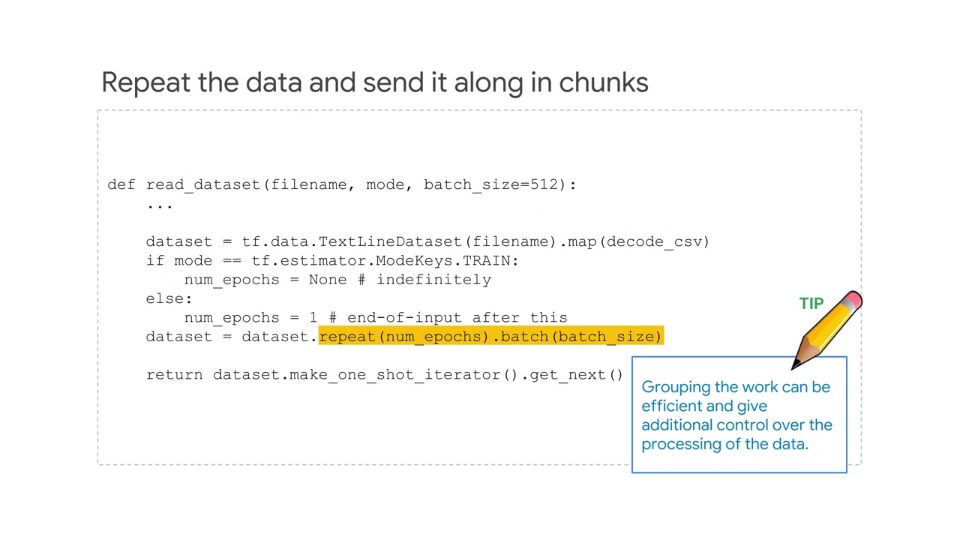 Repeat the data and send it along in chunks
def read_dataset(filename, mode, batch_size=512):
...
dataset = tf.data.TextLineDataset(filename).map(decode_csv)
if mode == tf.estimator.ModeKeys.TRAIN:
num_epochs = None # indefinitely
else:
num_epochs = 1 # end-of-input after this
dataset = dataset.repeat(num_epochs).batch(batch_size)
return dataset.make_one_shot_iterator().get_next()
TIP
Grouping the work can be
efficient and give
additional control over the
processing of the data.